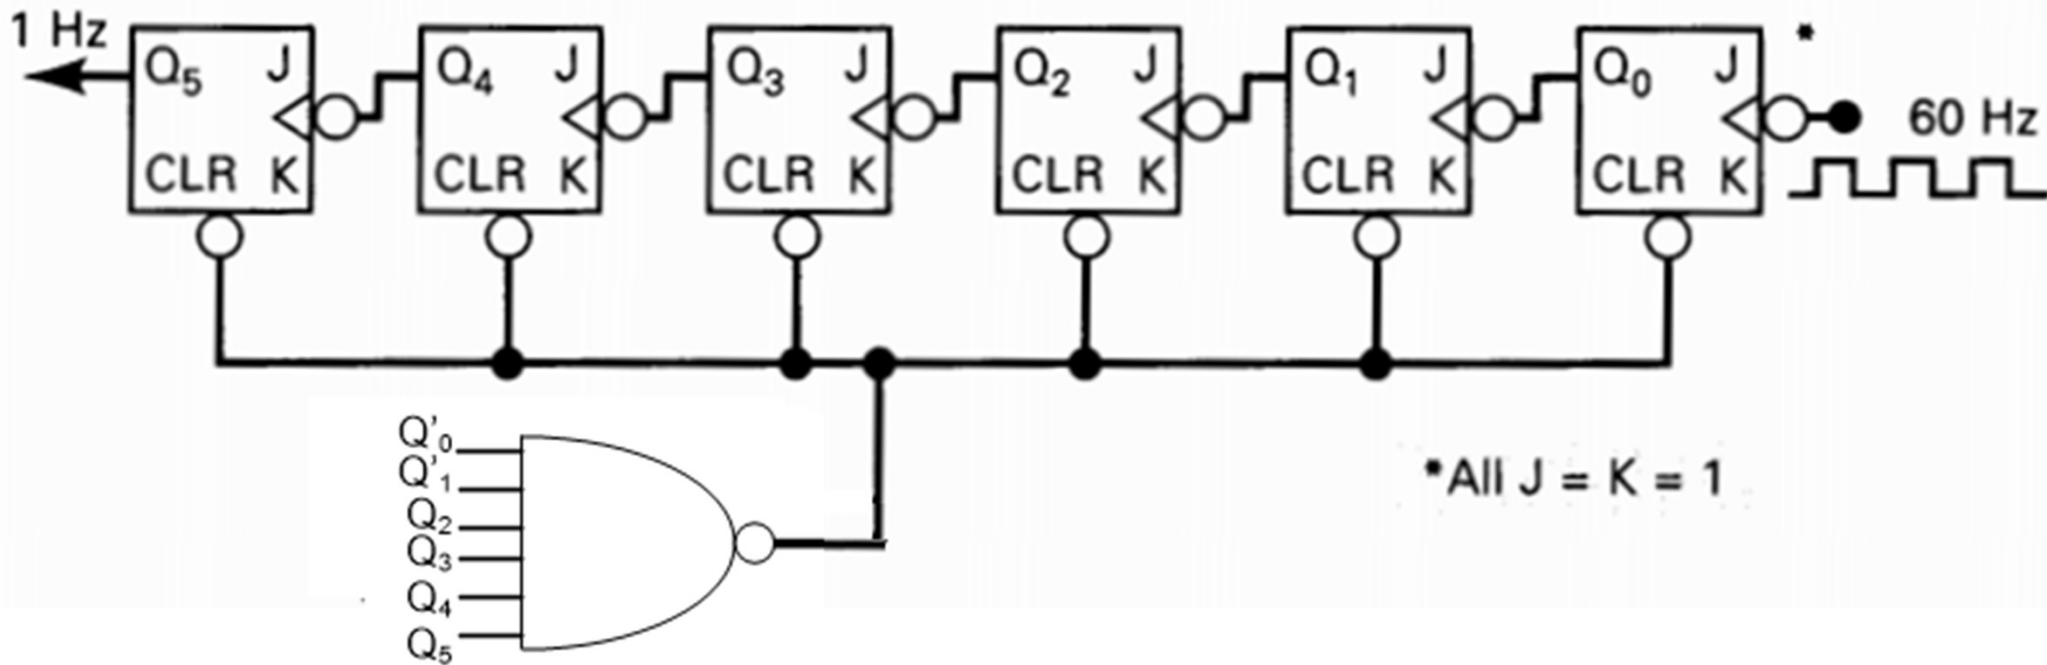 1 Hz
Q5 J Q4 J Q3 J Q2 J Q1 J Q0 J *
60 Hz
CLR K CLR K CLR K CLR K CLR K CLR K
Q'0
Q'1
Q2
Q3
Q4
Q5
*All J = K = 1